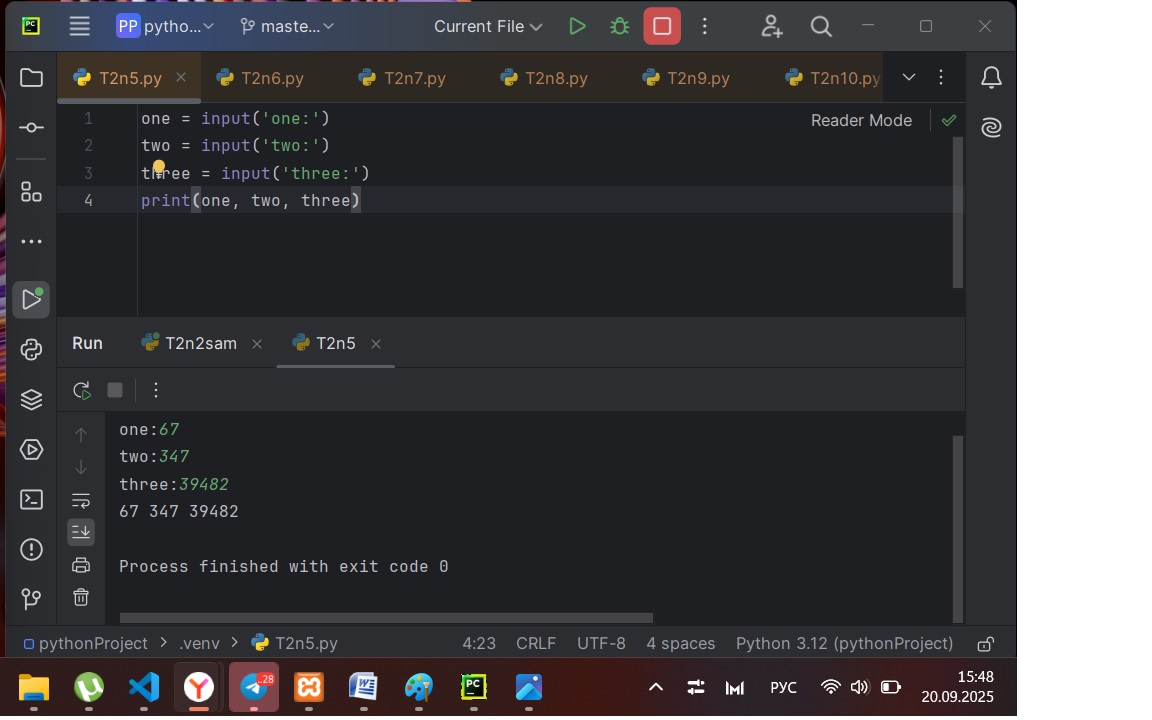 PC
PP pytho...
maste...
Current File
T2n5.py
T2n6.py
T2n7.py
T2n8.py
T2n9.py
T2n10.py
Reader Mode
1 one = input('one:')
2 two = input('two:')
3 three = input('three:')
4 print(one, two, three)
Run
T2n2sam
T2n5
one:67
two:347
three:39482
67 347 39482
Process finished with exit code 0
pythonProject > .venv > T2n5.py
4:23 CRLF UTF-8 4 spaces Python 3.12 (pythonProject)
..28
PC
РУС
15:48
20.09.2025